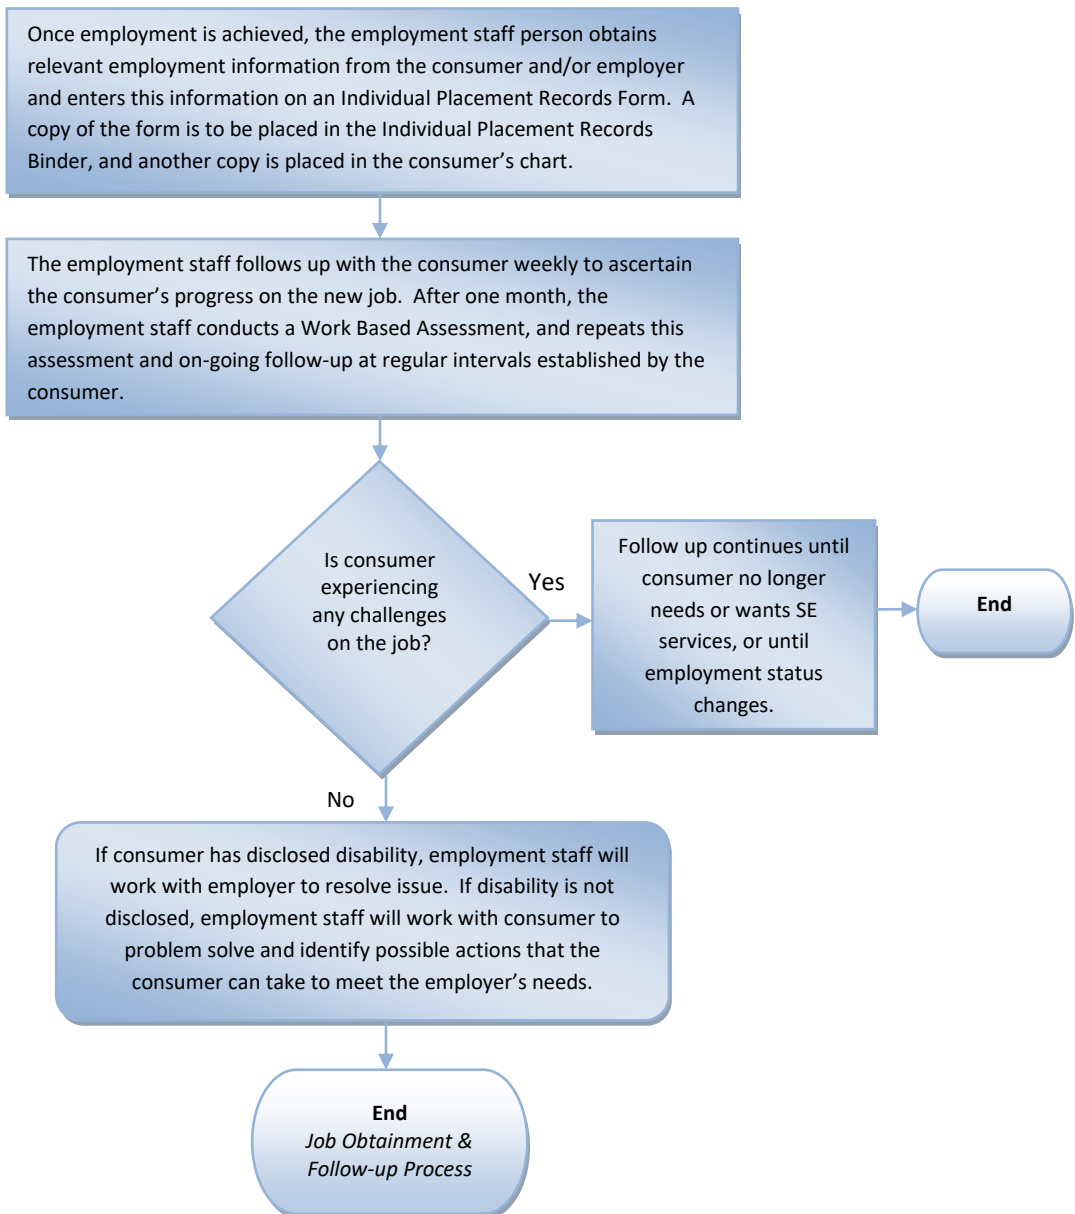 Once employment is achieved, the employment staff person obtains
relevant employment information from the consumer and/or employer
and enters this information on an Individual Placement Records Form.  A
copy of the form is to be placed in the Individual Placement Records
Binder, and another copy is placed in the consumer’s chart.
The employment staff follows up with the consumer weekly to ascertain
the consumer’s progress on the new job.  After one month, the
employment staff conducts a Work Based Assessment, and repeats this
assessment and on-going follow-up at regular intervals established by the
consumer.
Is consumer
experiencing
any challenges
on the job?
Yes
Follow up continues until
consumer no longer
needs or wants SE
services, or until
employment status
changes.
End
No
If consumer has disclosed disability, employment staff will
work with employer to resolve issue.  If disability is not
disclosed, employment staff will work with consumer to
problem solve and identify possible actions that the
consumer can take to meet the employer’s needs.
End
Job Obtainment &
Follow-up Process